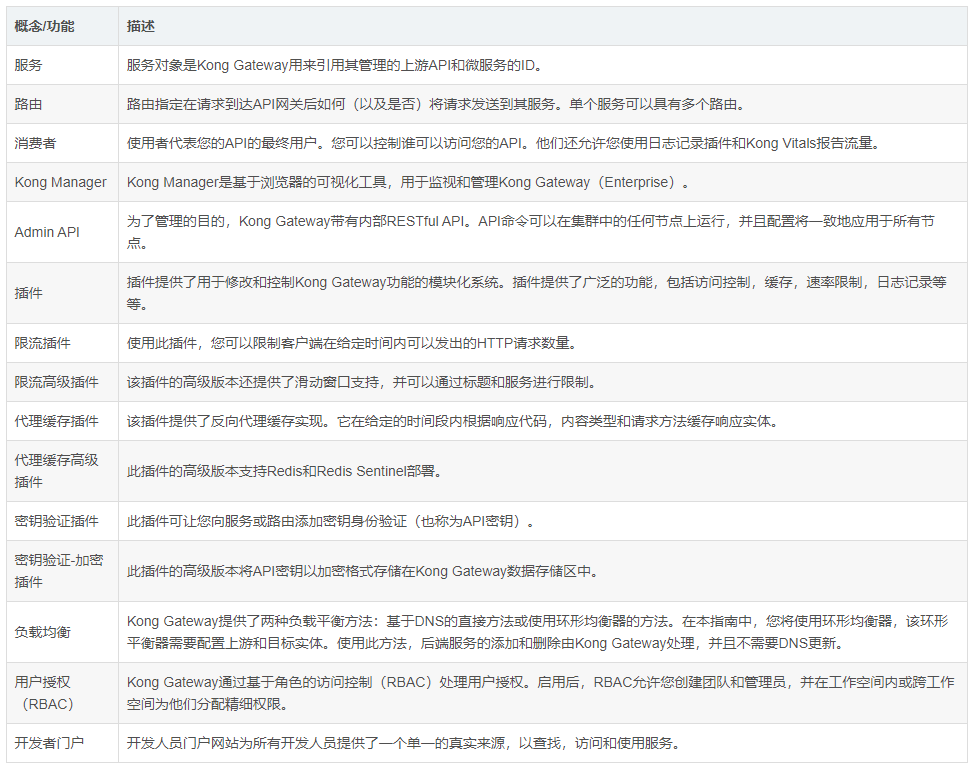 概念/功能 描述
服务 服务对象是Kong Gateway用来引用其管理的上游API和微服务的ID。
路由 路由指定在请求到达API网关后如何（以及是否）将请求发送到其服务。单个服务可以具有多个路由。
消费者 使用者代表您的API的最终用户。您可以控制谁可以访问您的API。他们还允许您使用日志记录插件和Kong Vitals报告流量。
Kong Manager Kong Manager是基于浏览器的可视化工具，用于监视和管理Kong Gateway（Enterprise）。
Admin API 为了管理的目的，Kong Gateway带有内部RESTful API。API命令可以在集群中的任何节点上运行，并且配置将一致地应用于所有节
点。
插件 插件提供了用于修改和控制Kong Gateway功能的模块化系统。插件提供了广泛的功能，包括访问控制，缓存，速率限制，日志记录等
等。
限流插件 使用此插件，您可以限制客户端在给定时间内可以发出的HTTP请求数量。
限流高级插件 该插件的高级版本还提供了滑动窗口支持，并可以通过标题和服务进行限制。
代理缓存插件 该插件提供了反向代理缓存实现。它在给定的时间段内根据响应代码，内容类型和请求方法缓存响应实体。
代理缓存高级
插件 此插件的高级版本支持Redis和Redis Sentinel部署。
密钥验证插件 此插件可让您向服务或路由添加密钥身份验证（也称为API密钥）。
密钥验证-加密
插件 此插件的高级版本将API密钥以加密格式存储在Kong Gateway数据存储区中。
负载均衡 Kong Gateway提供了两种负载平衡方法：基于DNS的直接方法或使用环形均衡器的方法。在本指南中，您将使用环形均衡器，该环形
平衡器需要配置上游和目标实体。使用此方法，后端服务的添加和删除由Kong Gateway处理，并且不需要DNS更新。
用户授权
（RBAC） Kong Gateway通过基于角色的访问控制（RBAC）处理用户授权。启用后，RBAC允许您创建团队和管理员，并在工作空间内或跨工作
空间为他们分配精细权限。
开发者门户 开发人员门户网站为所有开发人员提供了一个单一的真实来源，以查找，访问和使用服务。